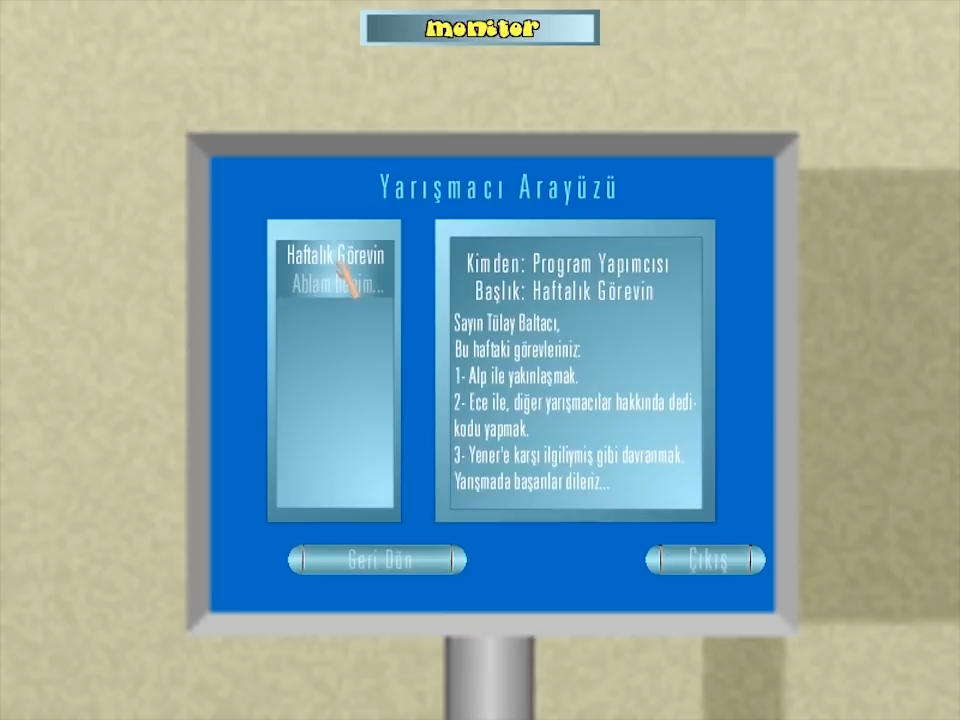 monitor
Yarışmacı Arayüzü
Haftalık Görevin
Ablam benim...
Kimden: Program Yapımcısı
Başlık: Haftalık Görevin
Sayın Tülay Baltacı,
Bu haftaki görevleriniz:
1- Alp ile yakınlaşmak.
2- Ece ile, diğer yarışmacılar hakkında dedi-
kodu yapmak.
3- Yener'e karşı ilgiliymiş gibi davranmak.
Yarışmada başarılar dileriz...
Geri Dön
Çıkış